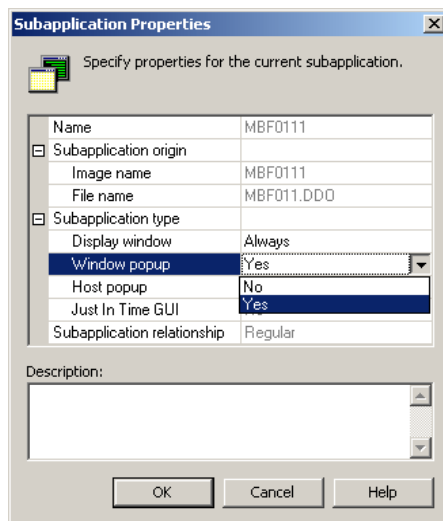 Subapplication Properties
Specify properties for the current subapplication.
Name MBF0111
Subapplication origin
Image name MBF0111
File name MBF011.DDO
Subapplication type
Display window Always
Window popup Yes
Host popup No
Just In Time GUI Yes
Subapplication relationship Regular
Description:
OK Cancel Help